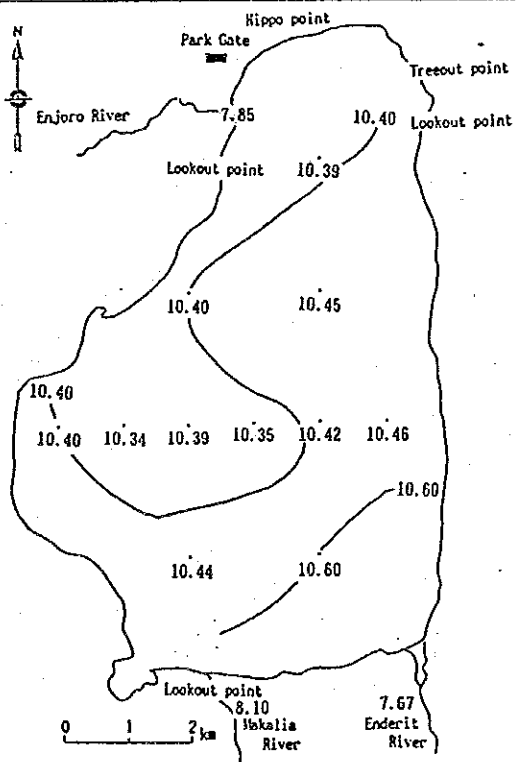 Hippo point
N
Park Gate
Treeout point
Enjoro River
7.85
10.40
Lookout point
Lookout point
10.39
10.40
10.45
10.40
10.40
10.34
10.39
10.35
10.42
10.46
10.60
10.44
10.60
Lookout point
8.10
7.67
0 1 2
km
Makalia
River
Enderit
River